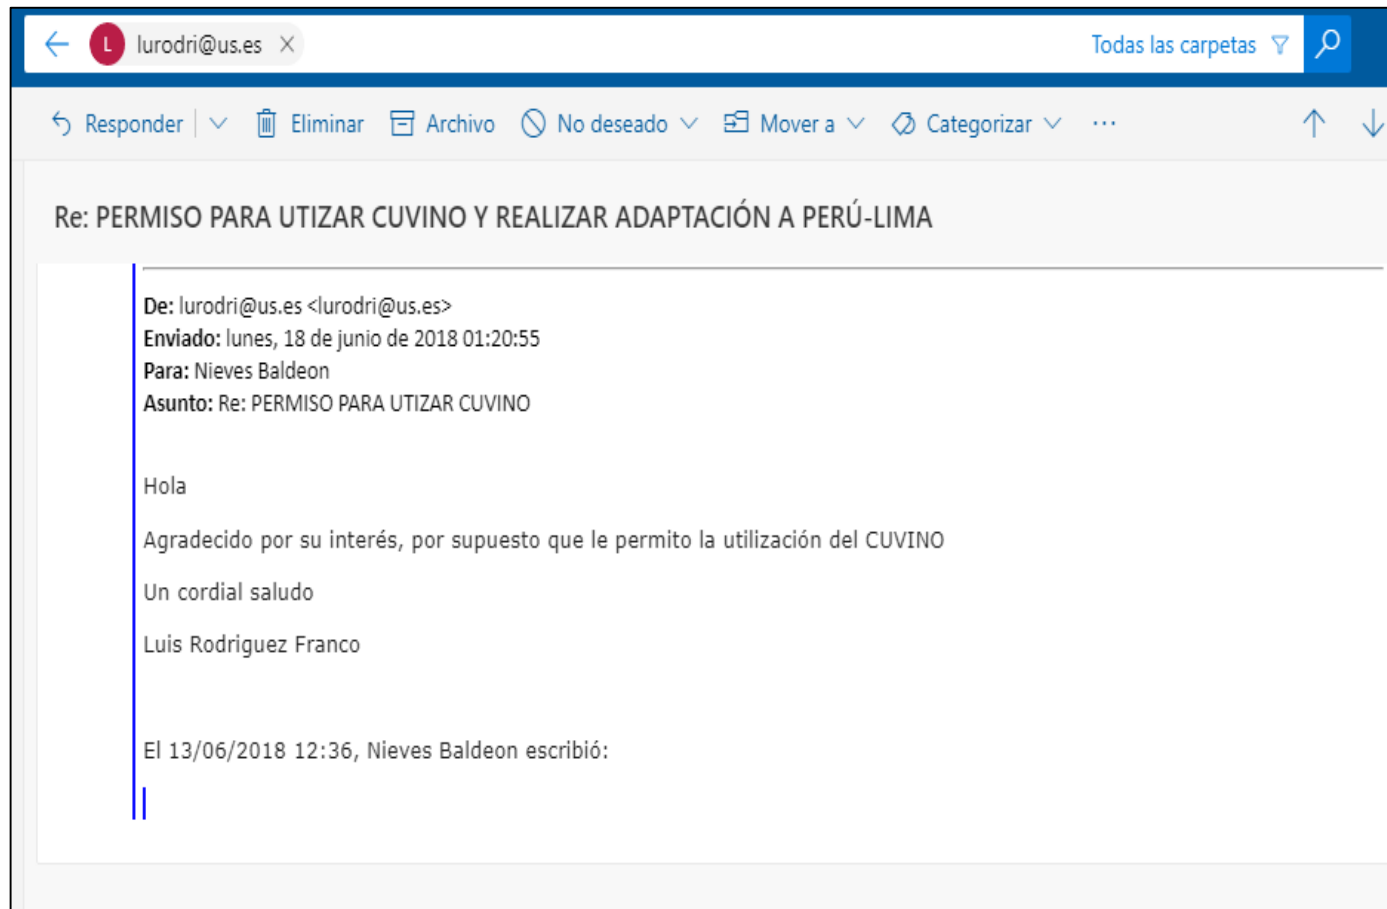 L lurodri@us.es Todas las carpetas
Responder Eliminar Archivo No deseado Mover a Categorizar ...
Re: PERMISO PARA UTIZAR CUVINO Y REALIZAR ADAPTACIÓN A PERÚ-LIMA
De: lurodri@us.es <lurodri@us.es>
Enviado: lunes, 18 de junio de 2018 01:20:55
Para: Nieves Baldeon
Asunto: Re: PERMISO PARA UTIZAR CUVINO
Hola
Agradecido por su interés, por supuesto que le permito la utilización del CUVINO
Un cordial saludo
Luis Rodriguez Franco
El 13/06/2018 12:36, Nieves Baldeon escribió: